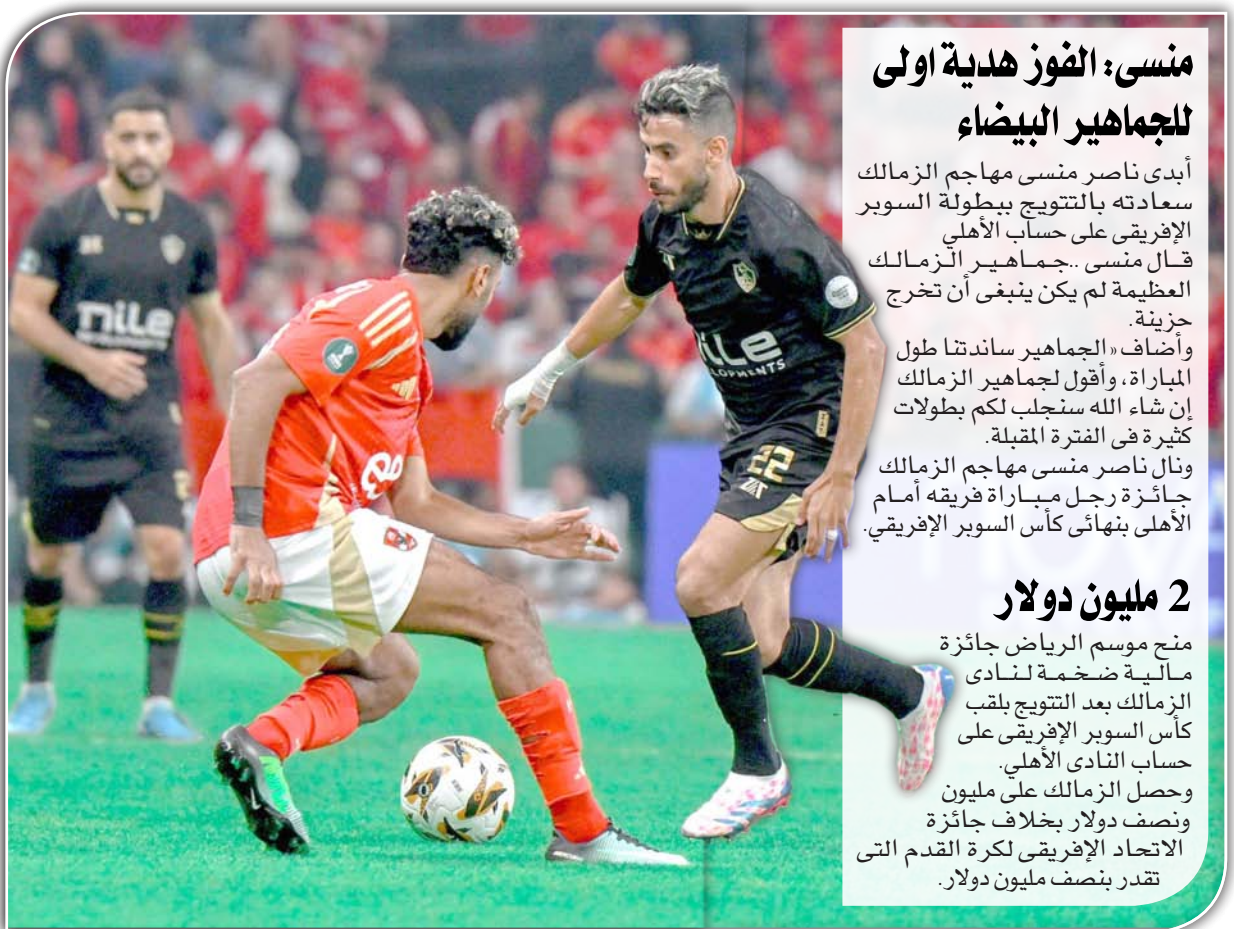 منسى: الفوز هدية اولى
للجماهير البيضاء
أبدى ناصر منسى مهاجم الزمالك
سعادته بالتتويج ببطولة السوبر
الإفريقى على حساب الأهلي
قال منسى ..جماهير الزمالك
العظيمة لم يكن ينبغى أن تخرج
حزينة.
وأضاف «الجماهير ساندتنا طول
المباراة، وأقول لجماهير الزمالك
إن شاء الله سنجلب لكم بطولات
كثيرة فى الفترة المقبلة.
ونال ناصر منسى مهاجم الزمالك
جائزة رجل مباراة فريقه أمام
الأهلى بنهائى كأس السوبر الإفريقي.
2 مليون دولار
منح موسم الرياض جائزة
مالية ضخمة لنادى
الزمالك بعد التتويج بلقب
كأس السوبر الإفريقى على
حساب النادى الأهلي.
وحصل الزمالك على مليون
ونصف دولار بخلاف جائزة
الاتحاد الإفريقى لكرة القدم التى
تقدر بنصف مليون دولار.
nile
nile
22